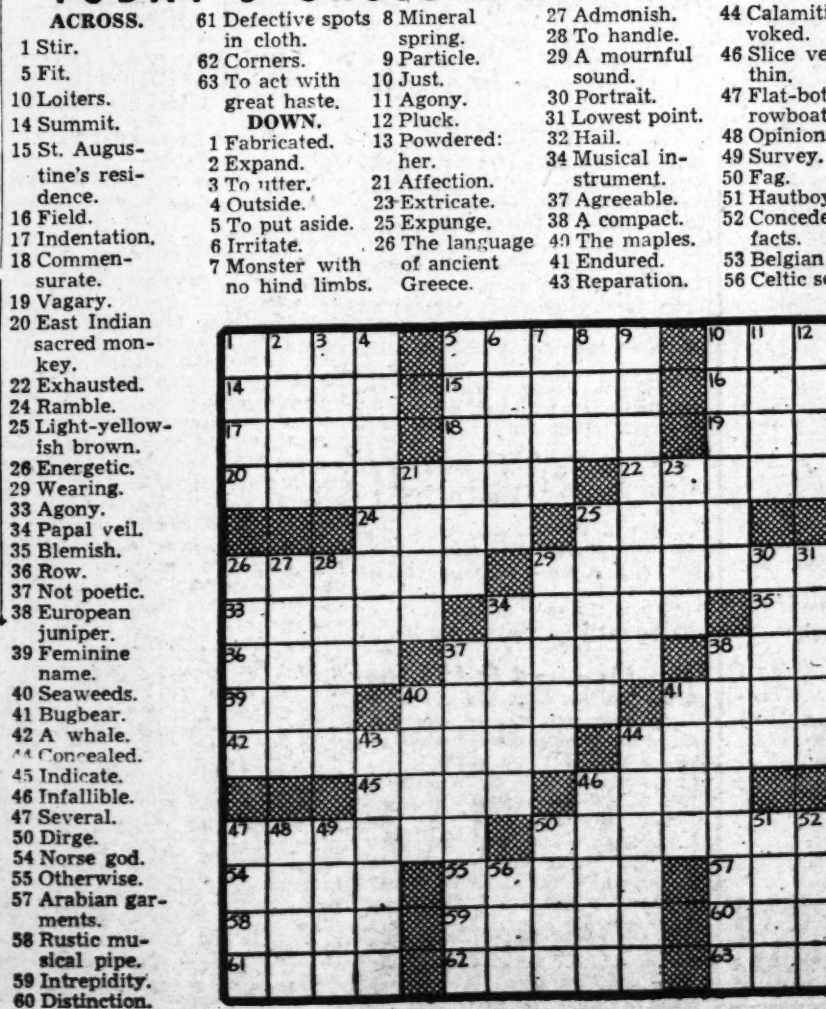 ACROSS.
1 Stir.
5 Fit.
10 Loiters.
14 Summit.
15 St. Augus-
tine's resi-
dence.
16 Field.
17 Indentation.
18 Commen-
surate.
19 Vagary.
20 East Indian
sacred mon-
key.
22 Exhausted.
24 Ramble.
25 Light-yellow-
ish brown.
26 Energetic.
29 Wearing.
33 Agony.
34 Papal veil.
35 Blemish.
36 Row.
37 Not poetic.
38 European
juniper.
39 Feminine
name.
40 Seaweeds.
41 Bugbear.
42 A whale.
44 Concealed.
45 Indicate.
46 Infallible.
47 Several.
50 Dirge.
54 Norse god.
55 Otherwise.
57 Arabian gar-
ments.
58 Rustic mu-
sical pipe.
59 Intrepidity.
60 Distinction.
61 Defective spots
in cloth.
62 Corners.
63 To act with
great haste.
DOWN.
1 Fabricated.
2 Expand.
3 To utter.
4 Outside.
5 To put aside.
6 Irritate.
7 Monster with
no hind limbs.
8 Mineral
spring.
9 Particle.
10 Just.
11 Agony.
12 Pluck.
13 Powdered:
her.
21 Affection.
23 Extricate.
25 Expunge.
26 The language
of ancient
Greece.
27 Admonish.
28 To handle.
29 A mournful
sound.
30 Portrait.
31 Lowest point.
32 Hail.
34 Musical in-
strument.
37 Agreeable.
38 A compact.
40 The maples.
41 Endured.
43 Reparation.
44 Calamiti
voked.
46 Slice ve
thin.
47 Flat-bot
rowboat
48 Opinion
49 Survey.
50 Fag.
51 Hautboy
52 Concede
facts.
53 Belgian
56 Celtic se
1 2 3 4 5 6 7 8 9 10 11 12
14 15 16
17 18 19
20 21 22 23
24 25
26 27 28 29 30 31
33 34 35
36 37 38
39 40 41
42 43 44
45 46
47 48 49 50 51 52
54 55 56 57
58 59 60
61 62 63